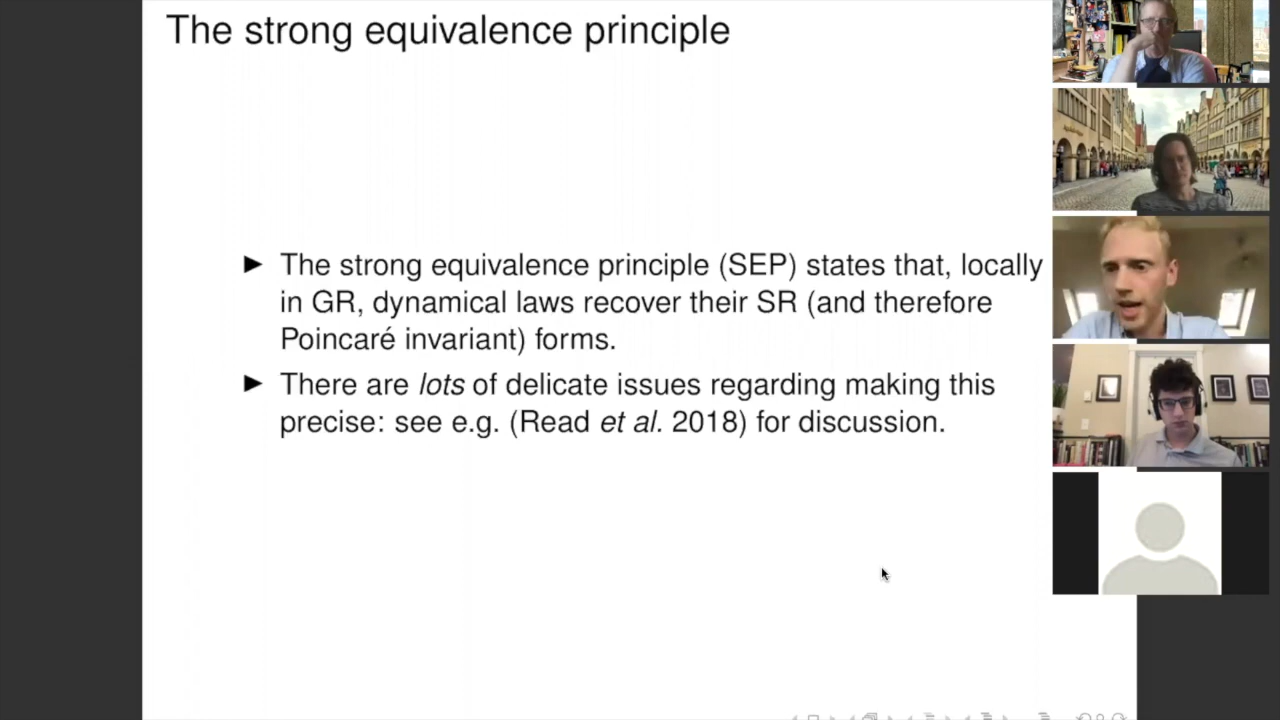 The strong equivalence principle
► The strong equivalence principle (SEP) states that, locally
in GR, dynamical laws recover their SR (and therefore
Poincaré invariant) forms.
► There are lots of delicate issues regarding making this
precise: see e.g. (Read et al. 2018) for discussion.